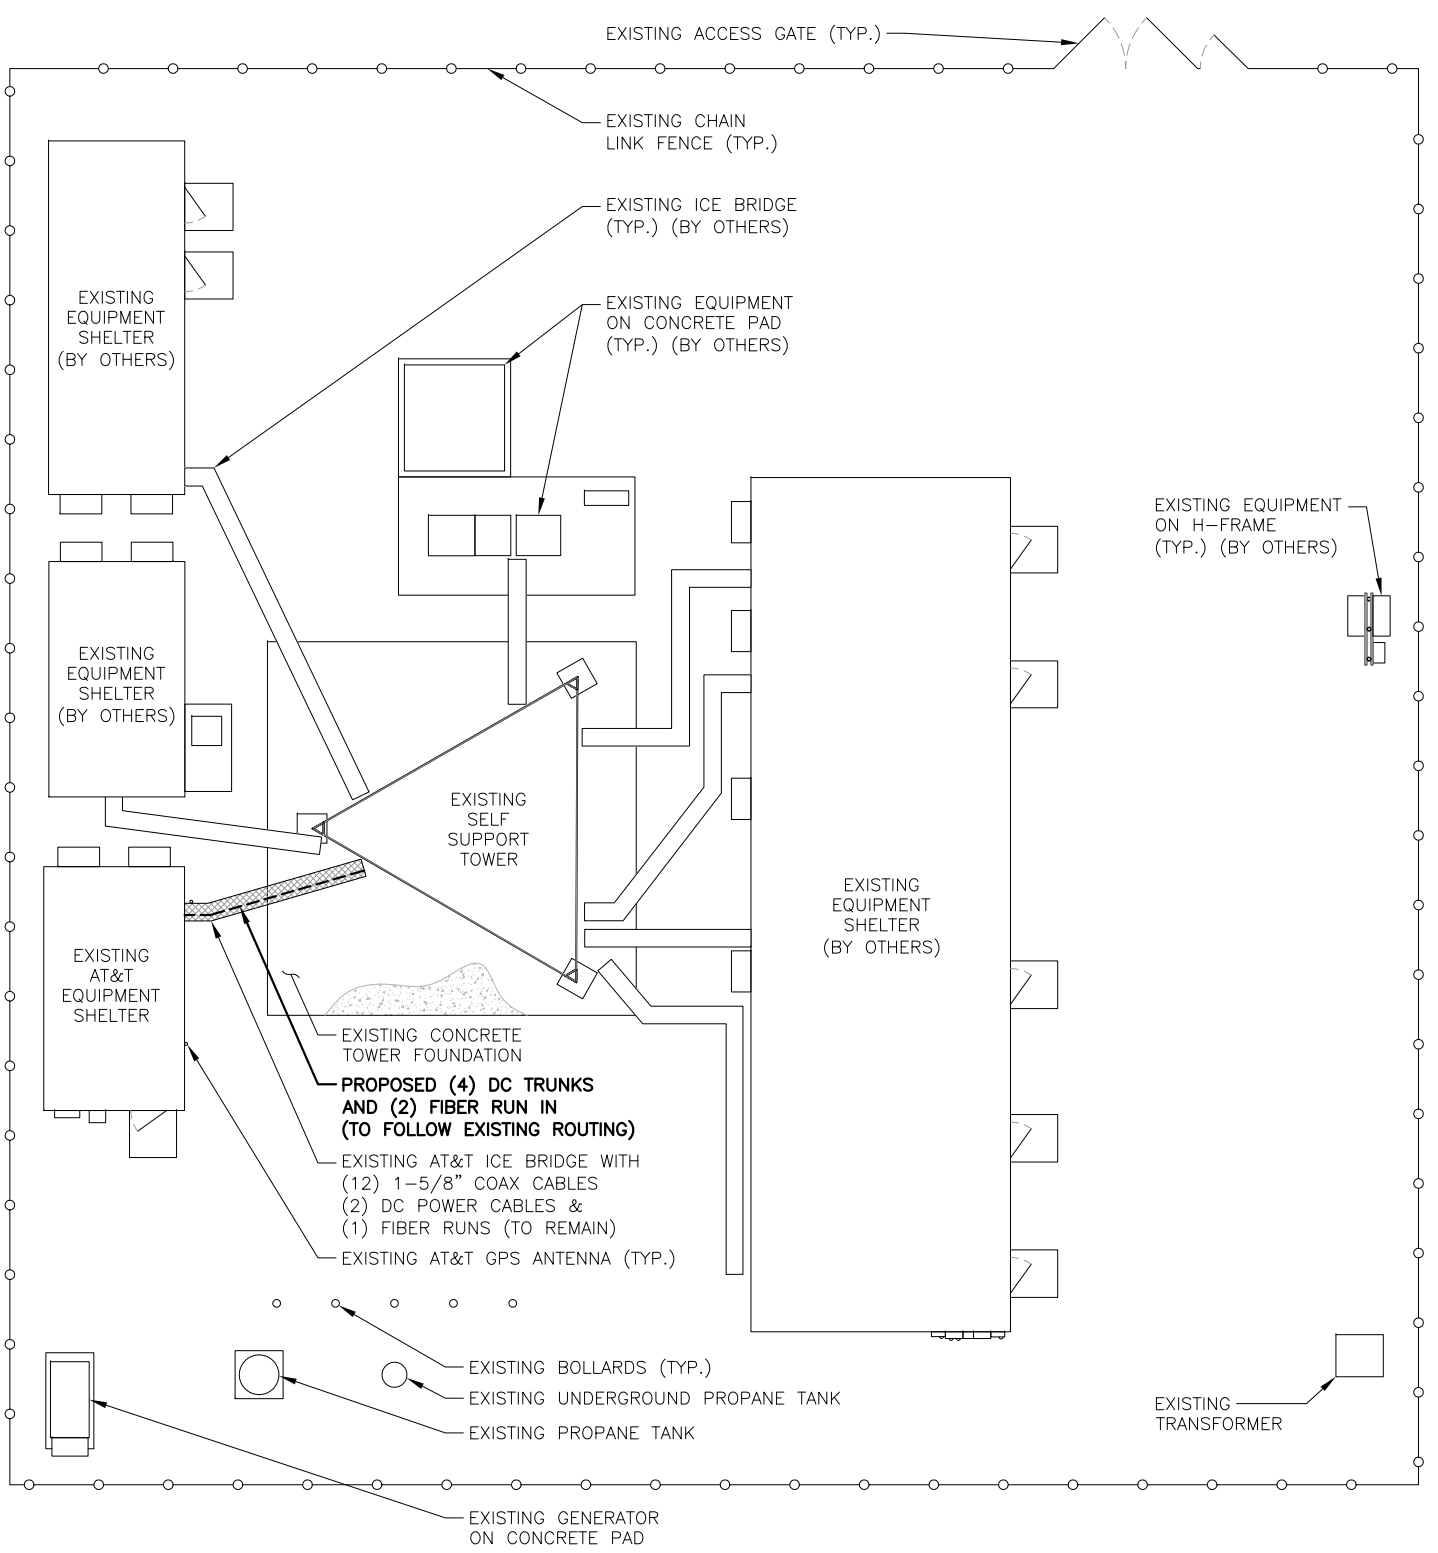 EXISTING ACCESS GATE (TYP.)
EXISTING CHAIN
LINK FENCE (TYP.)
EXISTING ICE BRIDGE
(TYP.) (BY OTHERS)
EXISTING EQUIPMENT
ON CONCRETE PAD
(TYP.) (BY OTHERS)
EXISTING
EQUIPMENT
SHELTER
(BY OTHERS)
EXISTING EQUIPMENT
ON H-FRAME
(TYP.) (BY OTHERS)
EXISTING
EQUIPMENT
SHELTER
(BY OTHERS)
EXISTING
SELF
SUPPORT
TOWER
EXISTING
EQUIPMENT
SHELTER
(BY OTHERS)
EXISTING
AT&T
EQUIPMENT
SHELTER
EXISTING CONCRETE
TOWER FOUNDATION
PROPOSED (4) DC TRUNKS
AND (2) FIBER RUN IN
(TO FOLLOW EXISTING ROUTING)
EXISTING AT&T ICE BRIDGE WITH
(12) 1-5/8" COAX CABLES
(2) DC POWER CABLES &
(1) FIBER RUNS (TO REMAIN)
EXISTING AT&T GPS ANTENNA (TYP.)
EXISTING BOLLARDS (TYP.)
EXISTING UNDERGROUND PROPANE TANK
EXISTING PROPANE TANK
EXISTING
TRANSFORMER
EXISTING GENERATOR
ON CONCRETE PAD